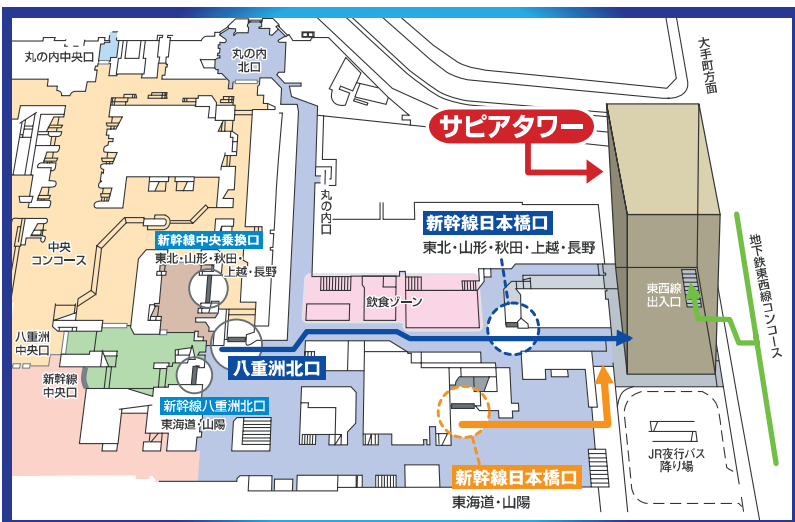 丸の内中央口
丸の内
北口
大手町方面
サピアタワー
丸の内口
新幹線日本橋口
東北・山形・秋田・上越・長野
新幹線中央乗換口
東北・山形・秋田・
上越・長野
中央
コンコース
地下鉄東西線コンコース
東西線
出入口
飲食ゾーン
八重洲
中央口
八重洲北口
新幹線
中央口
新幹線八重洲北口
東海道・山陽
JR夜行バス
降り場
新幹線日本橋口
東海道・山陽